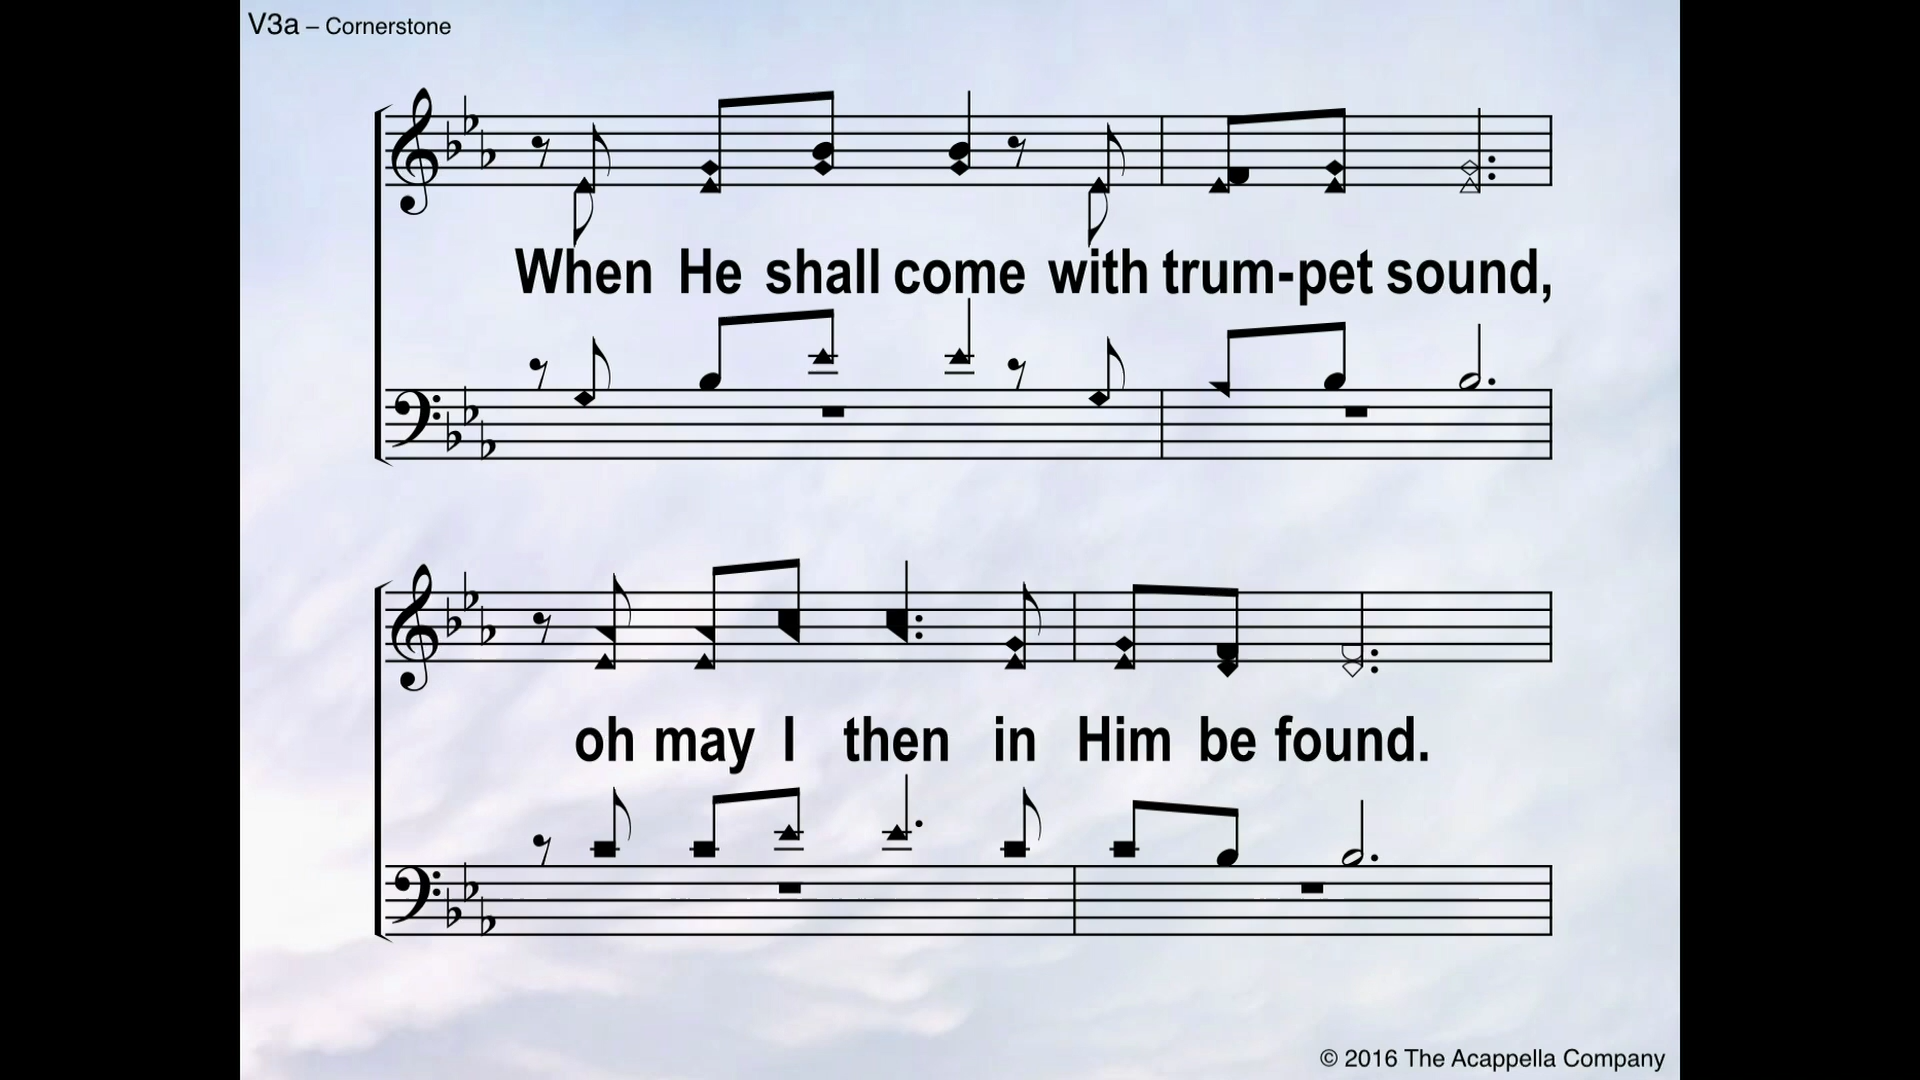 V3a – Cornerstone
When He shall come with trum-pet sound,
oh may I then in Him be found.
© 2016 The Acappella Company